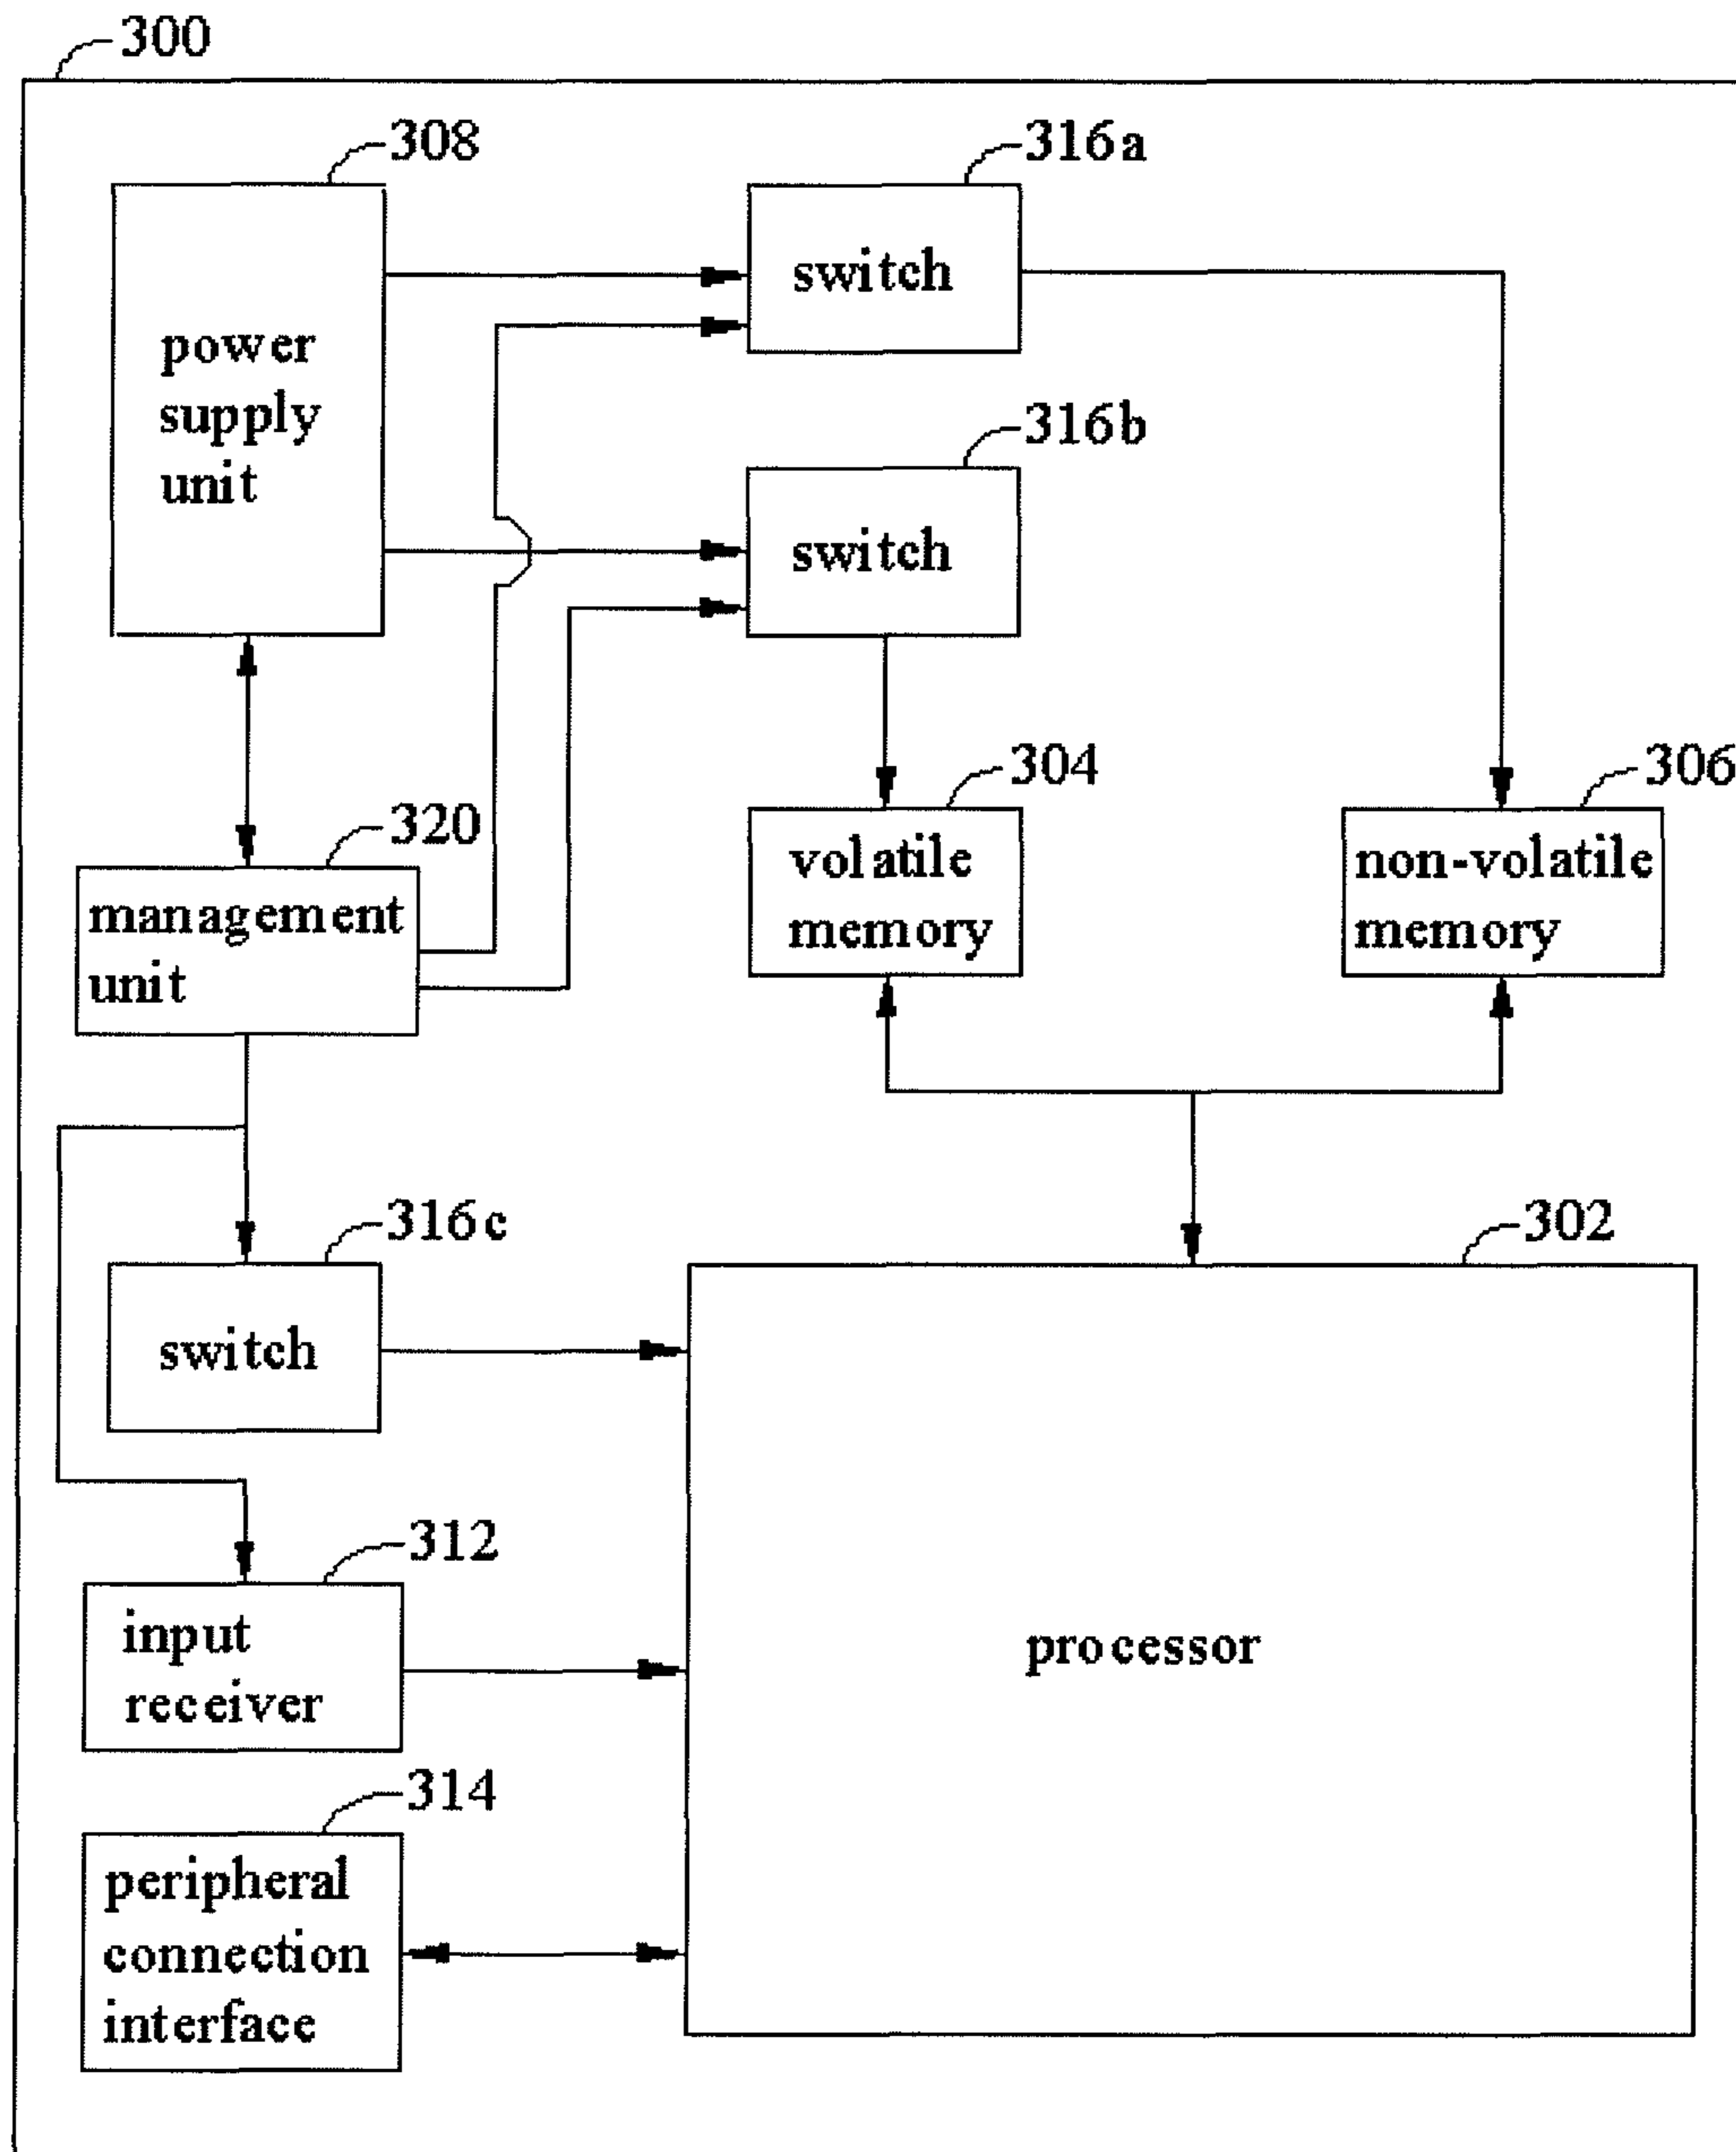 300
308
316a
power
supply
unit
switch
316b
switch
304
306
320
volatile
memory
non-volatile
memory
management
unit
316c
302
switch
312
input
receiver
processor
314
peripheral
connection
interface